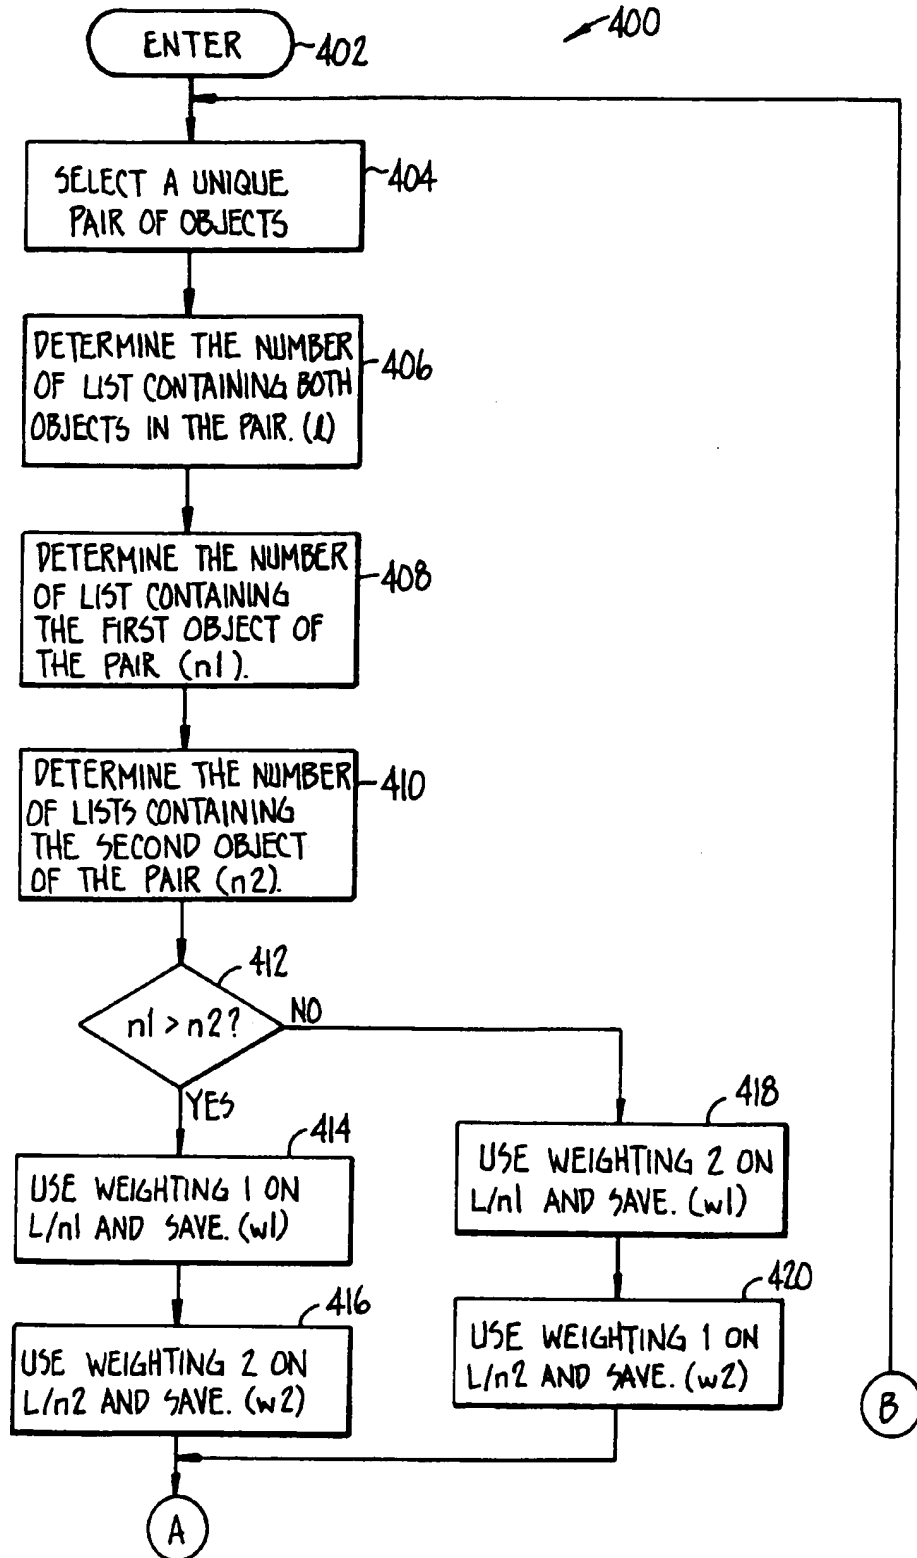 400
ENTER
402
SELECT A UNIQUE
PAIR OF OBJECTS
404
DETERMINE THE NUMBER
OF LIST CONTAINING BOTH
OBJECTS IN THE PAIR. (l)
406
DETERMINE THE NUMBER
OF LIST CONTAINING
THE FIRST OBJECT OF
THE PAIR (n1).
408
DETERMINE THE NUMBER
OF LISTS CONTAINING
THE SECOND OBJECT
OF THE PAIR (n2).
410
412
n1 > n2?
NO
YES
414
USE WEIGHTING 1 ON
L/n1 AND SAVE. (w1)
416
USE WEIGHTING 2 ON
L/n2 AND SAVE. (w2)
418
USE WEIGHTING 2 ON
L/n1 AND SAVE. (w1)
420
USE WEIGHTING 1 ON
L/n2 AND SAVE. (w2)
B
A